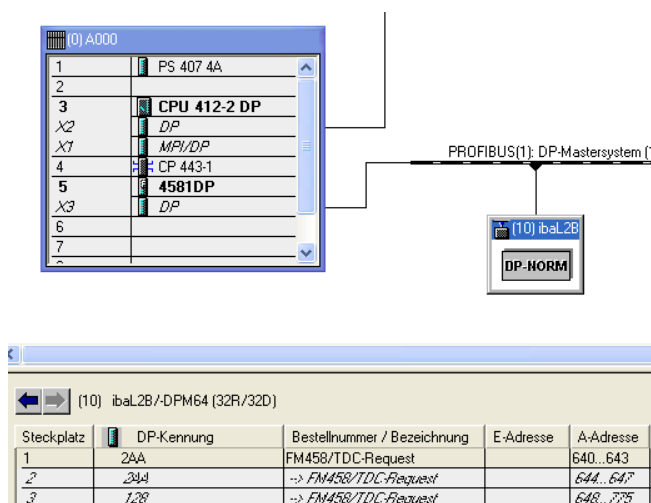 (0) A000
1 PS 407 4A
2
3 CPU 412-2 DP
X2 DP
X1 MPI/DP
4 CP 443-1
5 4581DP
X3 DP
6
7
PROFIBUS(1): DP-Mastersystem (
(10) ibaL2B
DP-NORM
(10) ibaL2B/-DPM64 (32R/32D)
Steckplatz DP-Kennung Bestellnummer / Bezeichnung E-Adresse A-Adresse
1 2AA FM458/TDC-Request 640...643
2 2AA --> FM458/TDC-Request 644...647
3 128 --> FM458/TDC-Request 648...775